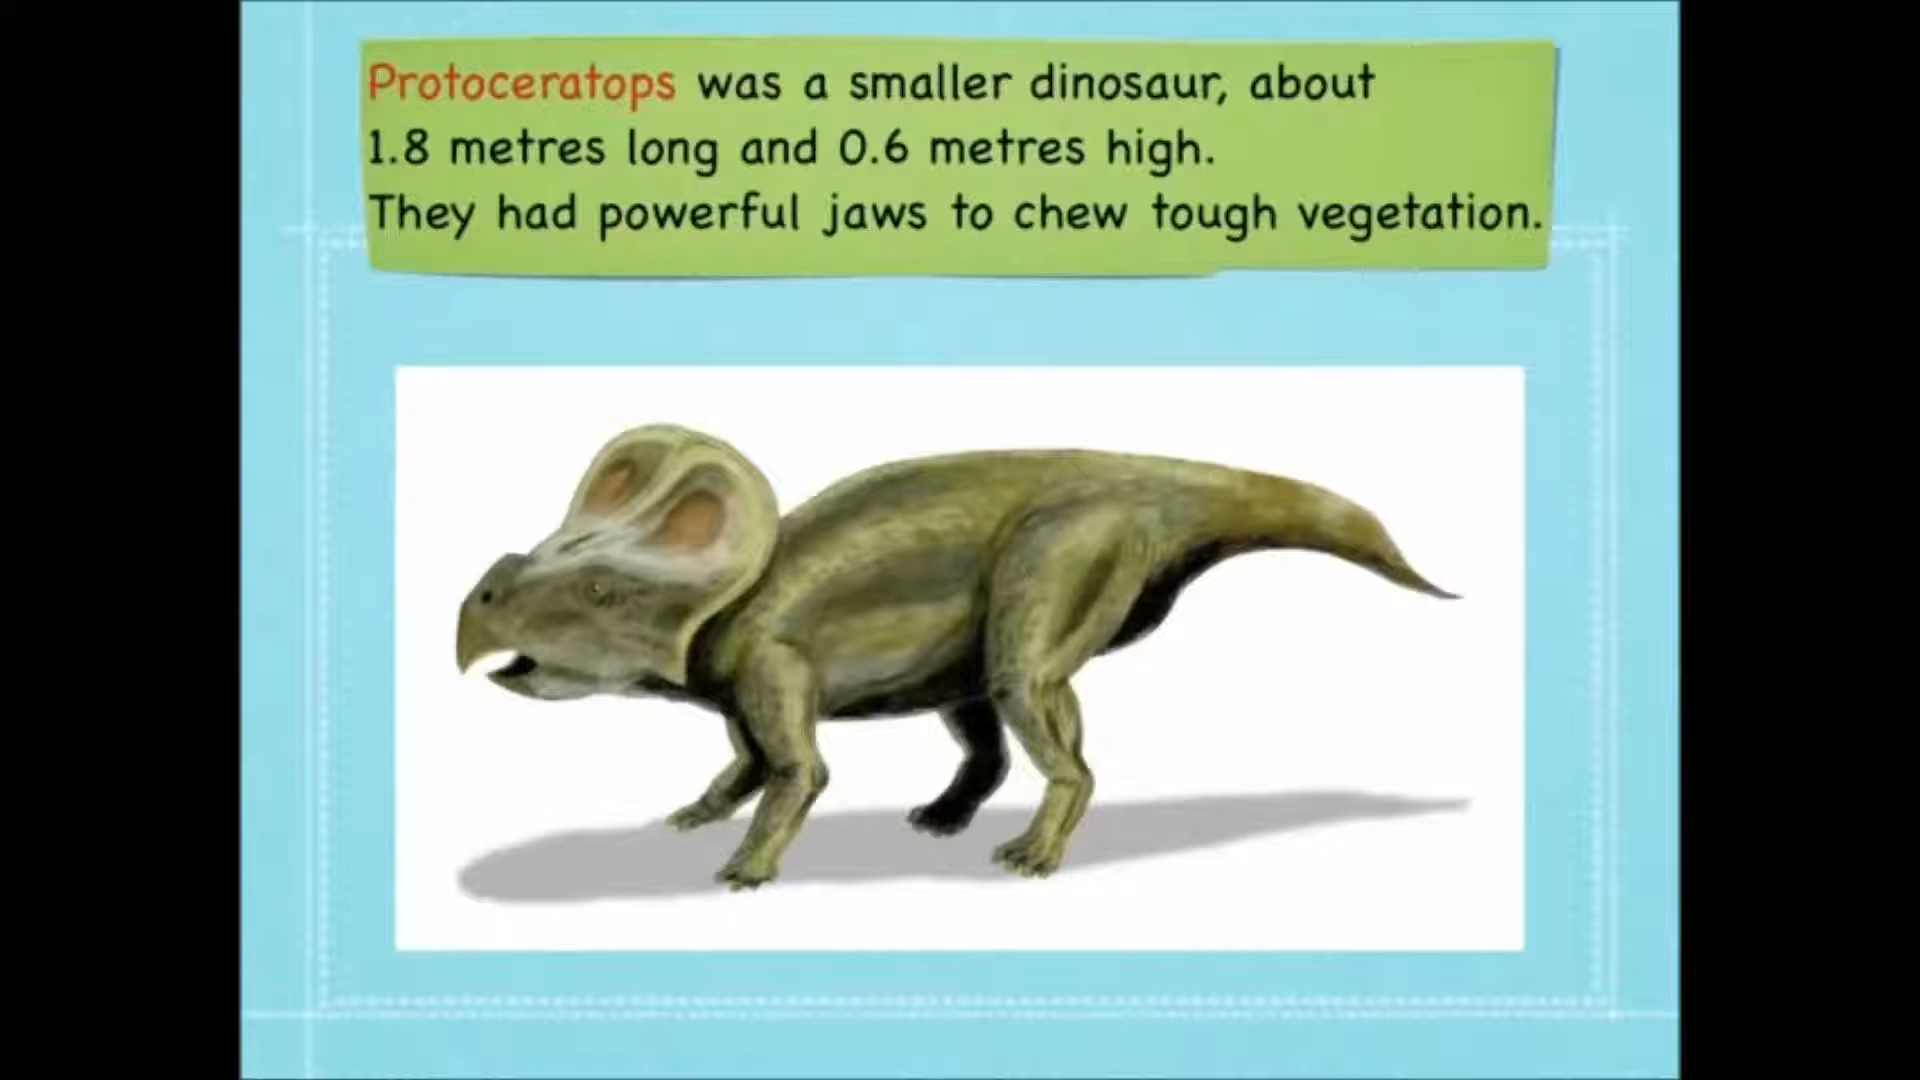 Protoceratops was a smaller dinosaur, about
1.8 metres long and 0.6 metres high.
They had powerful jaws to chew tough vegetation.